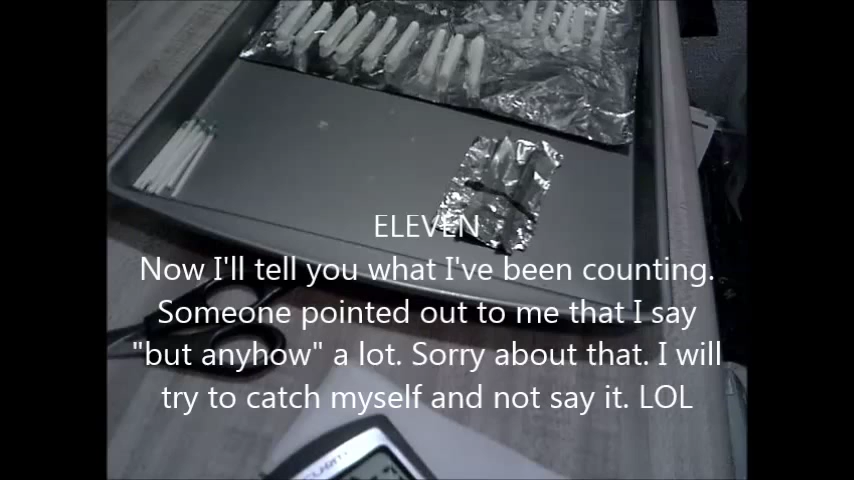 ELEVEN
Now I'll tell you what I've been counting.
Someone pointed out to me that I say
"but anyhow" a lot. Sorry about that. I will
try to catch myself and not say it. LOL